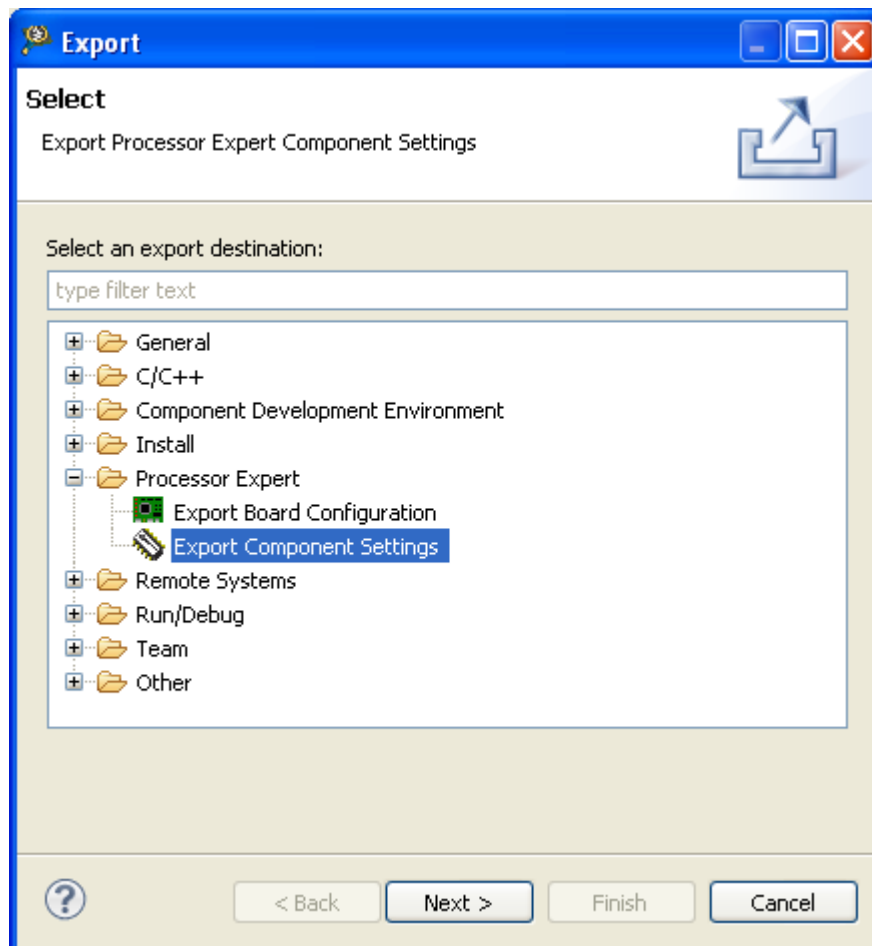 Export
Select
Export Processor Expert Component Settings
Select an export destination:
type filter text
General
C/C++
Component Development Environment
Install
Processor Expert
Export Board Configuration
Export Component Settings
Remote Systems
Run/Debug
Team
Other
? < Back Next > Finish Cancel